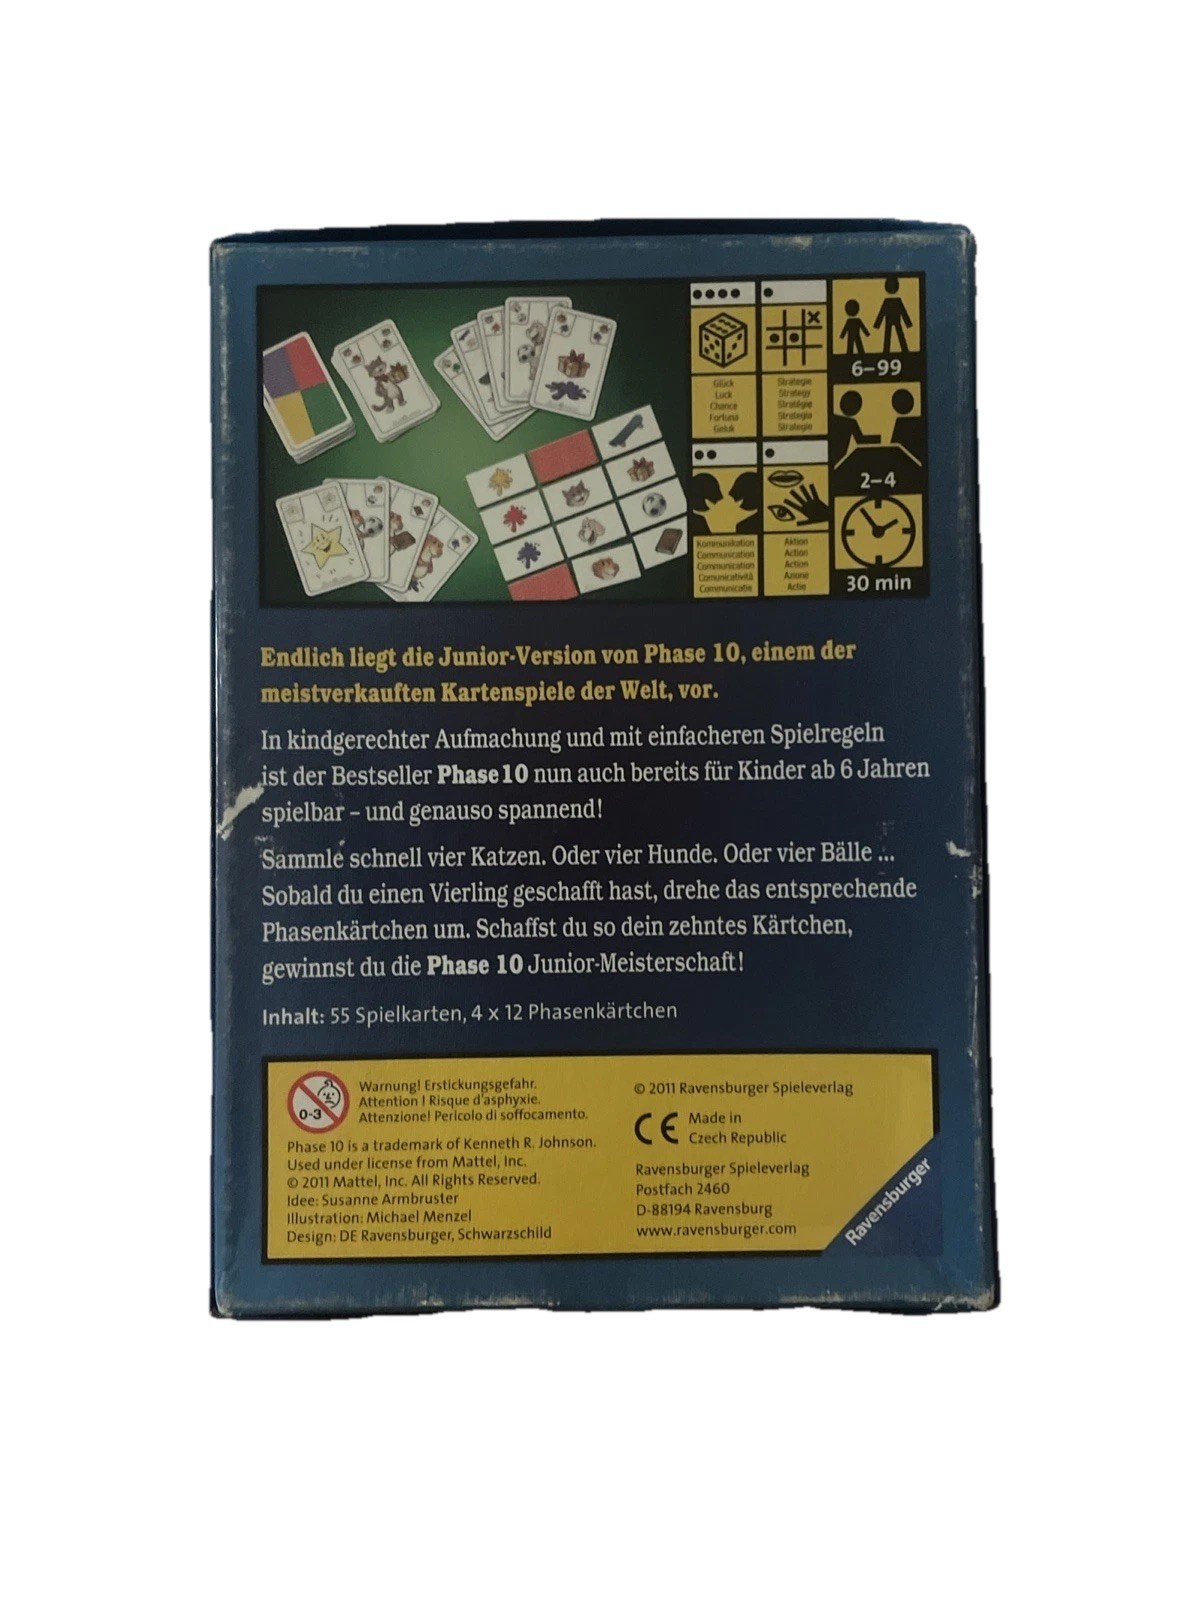 6–99
Glück
Luck
Chance
Fortuna
Geluk
Strategie
Strategy
Stratégie
Strategia
Strategie
2–4
Kommunikation
Communication
Communication
Comunicatività
Communicatie
Aktion
Action
Action
Azione
Actie
30 min
Endlich liegt die Junior-Version von Phase 10, einem der
meistverkauften Kartenspiele der Welt, vor.
In kindgerechter Aufmachung und mit einfacheren Spielregeln
ist der Bestseller Phase 10 nun auch bereits für Kinder ab 6 Jahren
spielbar – und genauso spannend!
Sammle schnell vier Katzen. Oder vier Hunde. Oder vier Bälle ...
Sobald du einen Vierling geschafft hast, drehe das entsprechende
Phasenkärtchen um. Schaffst du so dein zehntes Kärtchen,
gewinnst du die Phase 10 Junior-Meisterschaft!
Inhalt: 55 Spielkarten, 4 x 12 Phasenkärtchen
0-3
Warnung! Erstickungsgefahr.
Attention ! Risque d'asphyxie.
Attenzione! Pericolo di soffocamento.
Phase 10 is a trademark of Kenneth R. Johnson.
Used under license from Mattel, Inc.
© 2011 Mattel, Inc. All Rights Reserved.
Idee: Susanne Armbruster
Illustration: Michael Menzel
Design: DE Ravensburger, Schwarzschild
© 2011 Ravensburger Spieleverlag
CE
Made in
Czech Republic
Ravensburger Spieleverlag
Postfach 2460
D-88194 Ravensburg
www.ravensburger.com
Ravensburger